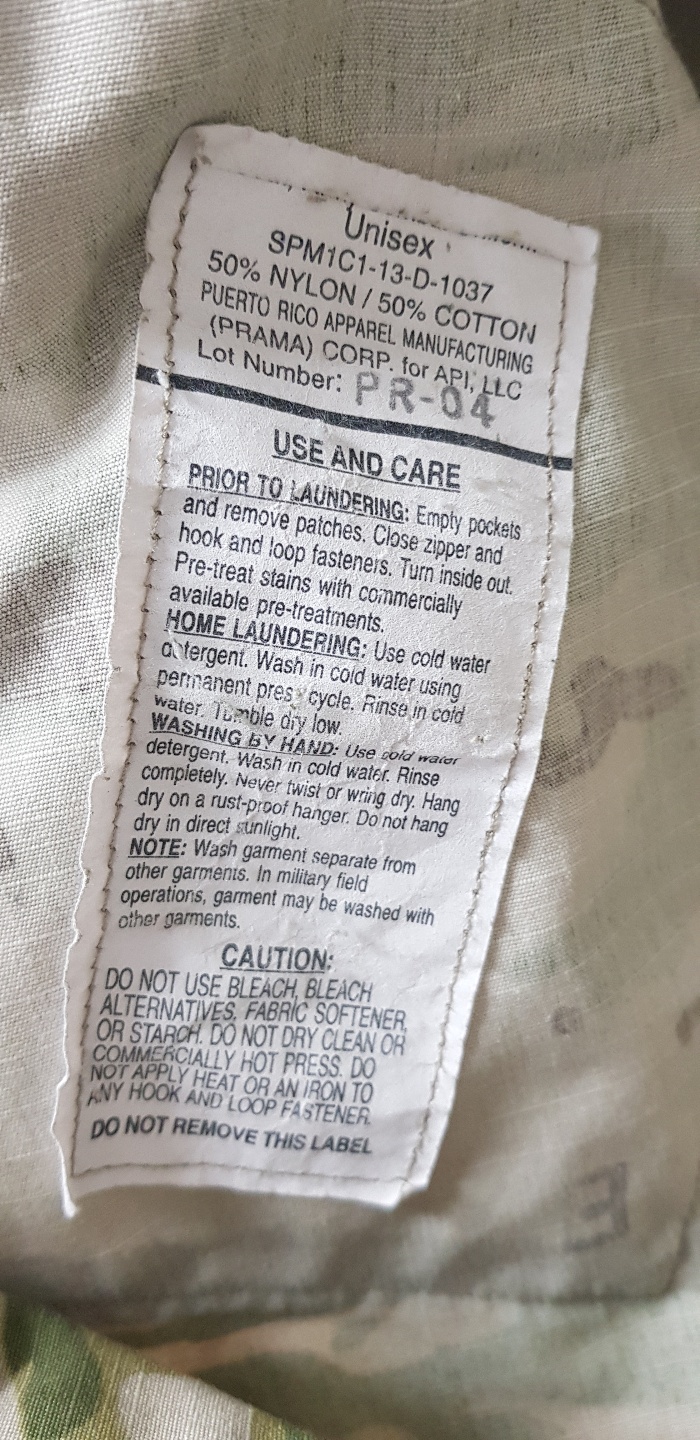 Unisex
SPM1C1-13-D-1037
50% NYLON / 50% COTTON
PUERTO RICO APPAREL MANUFACTURING
(PRAMA) CORP. for API, LLC
Lot Number: PR-04
USE AND CARE
PRIOR TO LAUNDERING: Empty pockets
and remove patches. Close zipper and
hook and loop fasteners. Turn inside out.
Pre-treat stains with commercially
available pre-treatments.
HOME LAUNDERING: Use cold water
detergent. Wash in cold water using
permanent press cycle. Rinse in cold
water. Tumble dry low.
WASHING BY HAND: Use cold water
detergent. Wash in cold water. Rinse
completely. Never twist or wring dry. Hang
dry on a rust-proof hanger. Do not hang
dry in direct sunlight.
NOTE: Wash garment separate from
other garments. In military field
operations, garment may be washed with
other garments.
CAUTION:
DO NOT USE BLEACH, BLEACH
ALTERNATIVES, FABRIC SOFTENER,
OR STARCH. DO NOT DRY CLEAN OR
COMMERCIALLY HOT PRESS. DO
NOT APPLY HEAT OR AN IRON TO
ANY HOOK AND LOOP FASTENER.
DO NOT REMOVE THIS LABEL
E